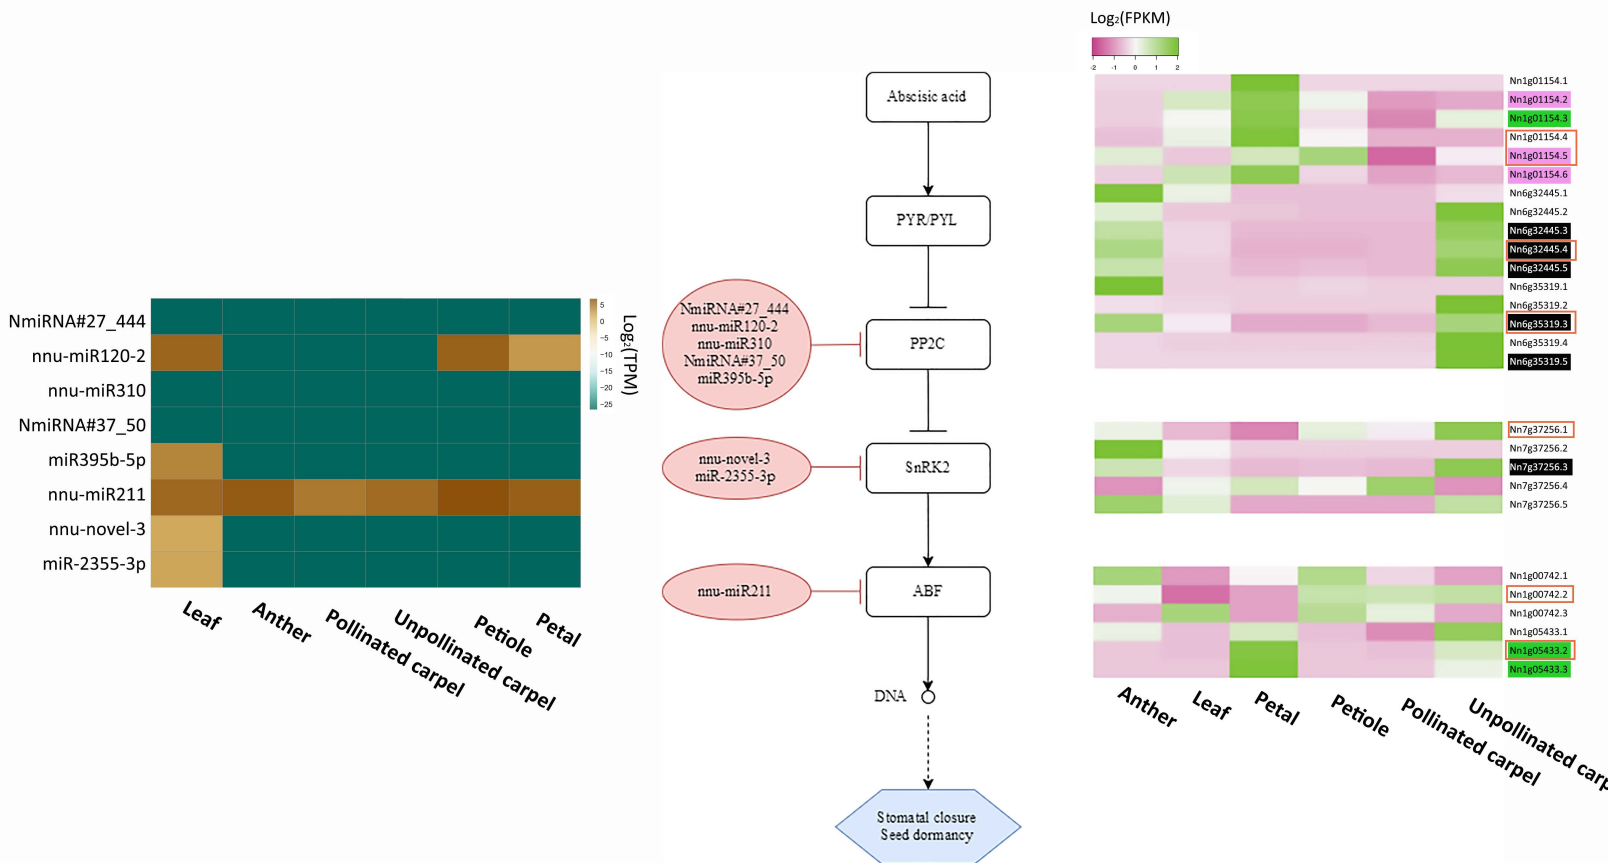 NmiRNA#27_444
nnu-miR120-2
nnu-miR310
NmiRNA#37_50
miR395b-5p
nnu-miR211
nnu-novel-3
miR-2355-3p
Leaf
Anther
Pollinated carpel
Unpollinated carpel
Petiole
Petal
5
0
−5
−10
−15
−20
−25
Log₂(TPM)
Abscisic acid
PYR/PYL
NmiRNA#27_444
nnu-miR120-2
nnu-miR310
NmiRNA#37_50
miR395b-5p
PP2C
nnu-novel-3
miR-2355-3p
SnRK2
nnu-miR211
ABF
DNA
Stomatal closure
Seed dormancy
Log₂(FPKM)
-2 -1 0 1 2
Nn1g01154.1
Nn1g01154.2
Nn1g01154.3
Nn1g01154.4
Nn1g01154.5
Nn1g01154.6
Nn6g32445.1
Nn6g32445.2
Nn6g32445.3
Nn6g32445.4
Nn6g32445.5
Nn6g35319.1
Nn6g35319.2
Nn6g35319.3
Nn6g35319.4
Nn6g35319.5
Nn7g37256.1
Nn7g37256.2
Nn7g37256.3
Nn7g37256.4
Nn7g37256.5
Nn1g00742.1
Nn1g00742.2
Nn1g00742.3
Nn1g05433.1
Nn1g05433.2
Nn1g05433.3
Anther
Leaf
Petal
Petiole
Pollinated carpel
Unpollinated carp